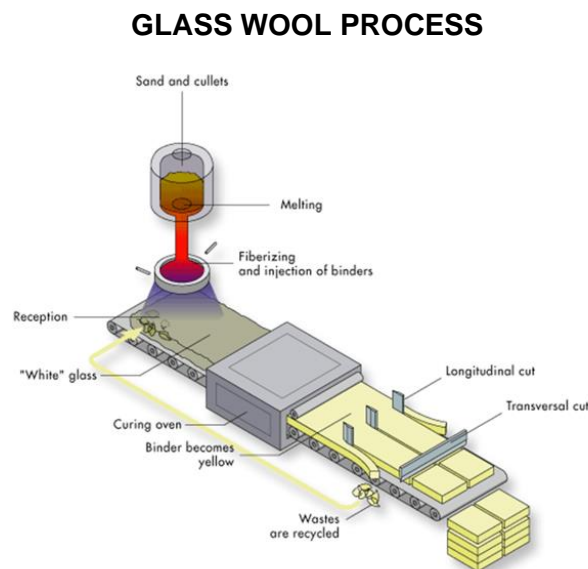 GLASS WOOL PROCESS
Sand and cullets
Melting
Fiberizing
and injection of binders
Reception
"White" glass
Longitudinal cut
Transversal cut
Curing oven
Binder becomes
yellow
Wastes
are recycled